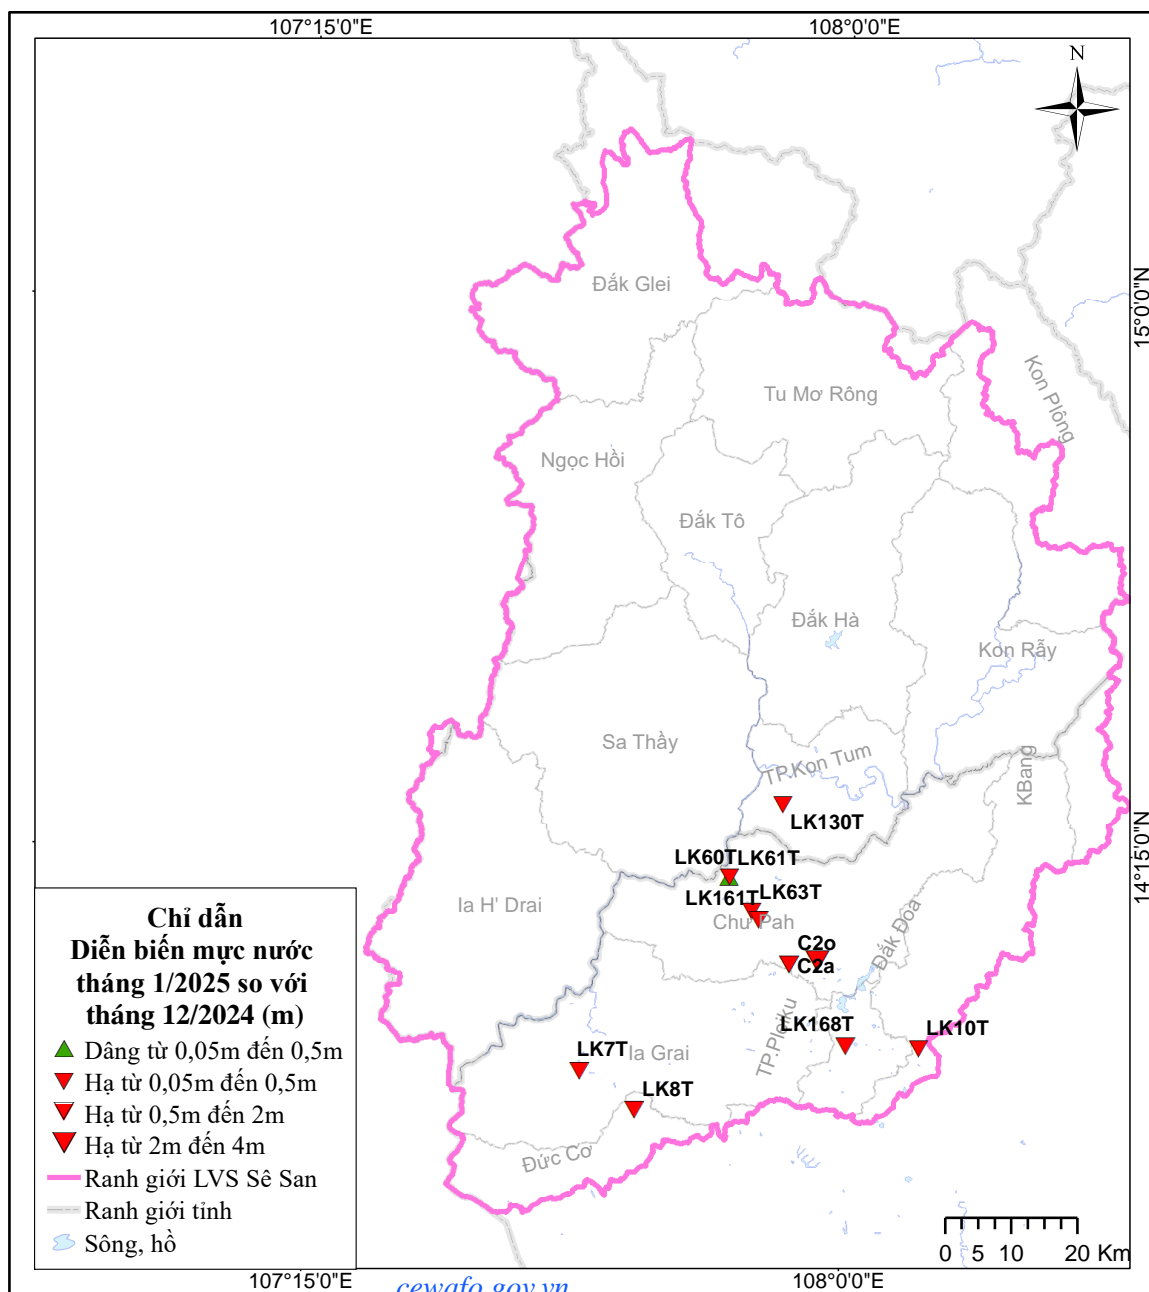 107°15'0"E
108°0'0"E
N
15°0'0"N
Đắk Glei
Kon Plông
Tu Mơ Rông
Ngọc Hồi
Đắk Tô
Đắk Hà
Kon Rẫy
Sa Thầy
TP.Kon Tum
KBang
LK130T
14°15'0"N
LK60T
LK61T
LK161T
LK63T
Ia H' Drai
Chư Pah
Đắk Đòa
C2o
C2a
TP.Pleiku
LK168T
LK10T
LK7T
Ia Grai
LK8T
Đức Cơ
Chỉ dẫn
Diễn biến mực nước
tháng 1/2025 so với
tháng 12/2024 (m)
Dâng từ 0,05m đến 0,5m
Hạ từ 0,05m đến 0,5m
Hạ từ 0,5m đến 2m
Hạ từ 2m đến 4m
Ranh giới LVS Sê San
Ranh giới tỉnh
Sông, hồ
0 5 10 20 Km
107°15'0"E
108°0'0"E
cewafo.gov.vn